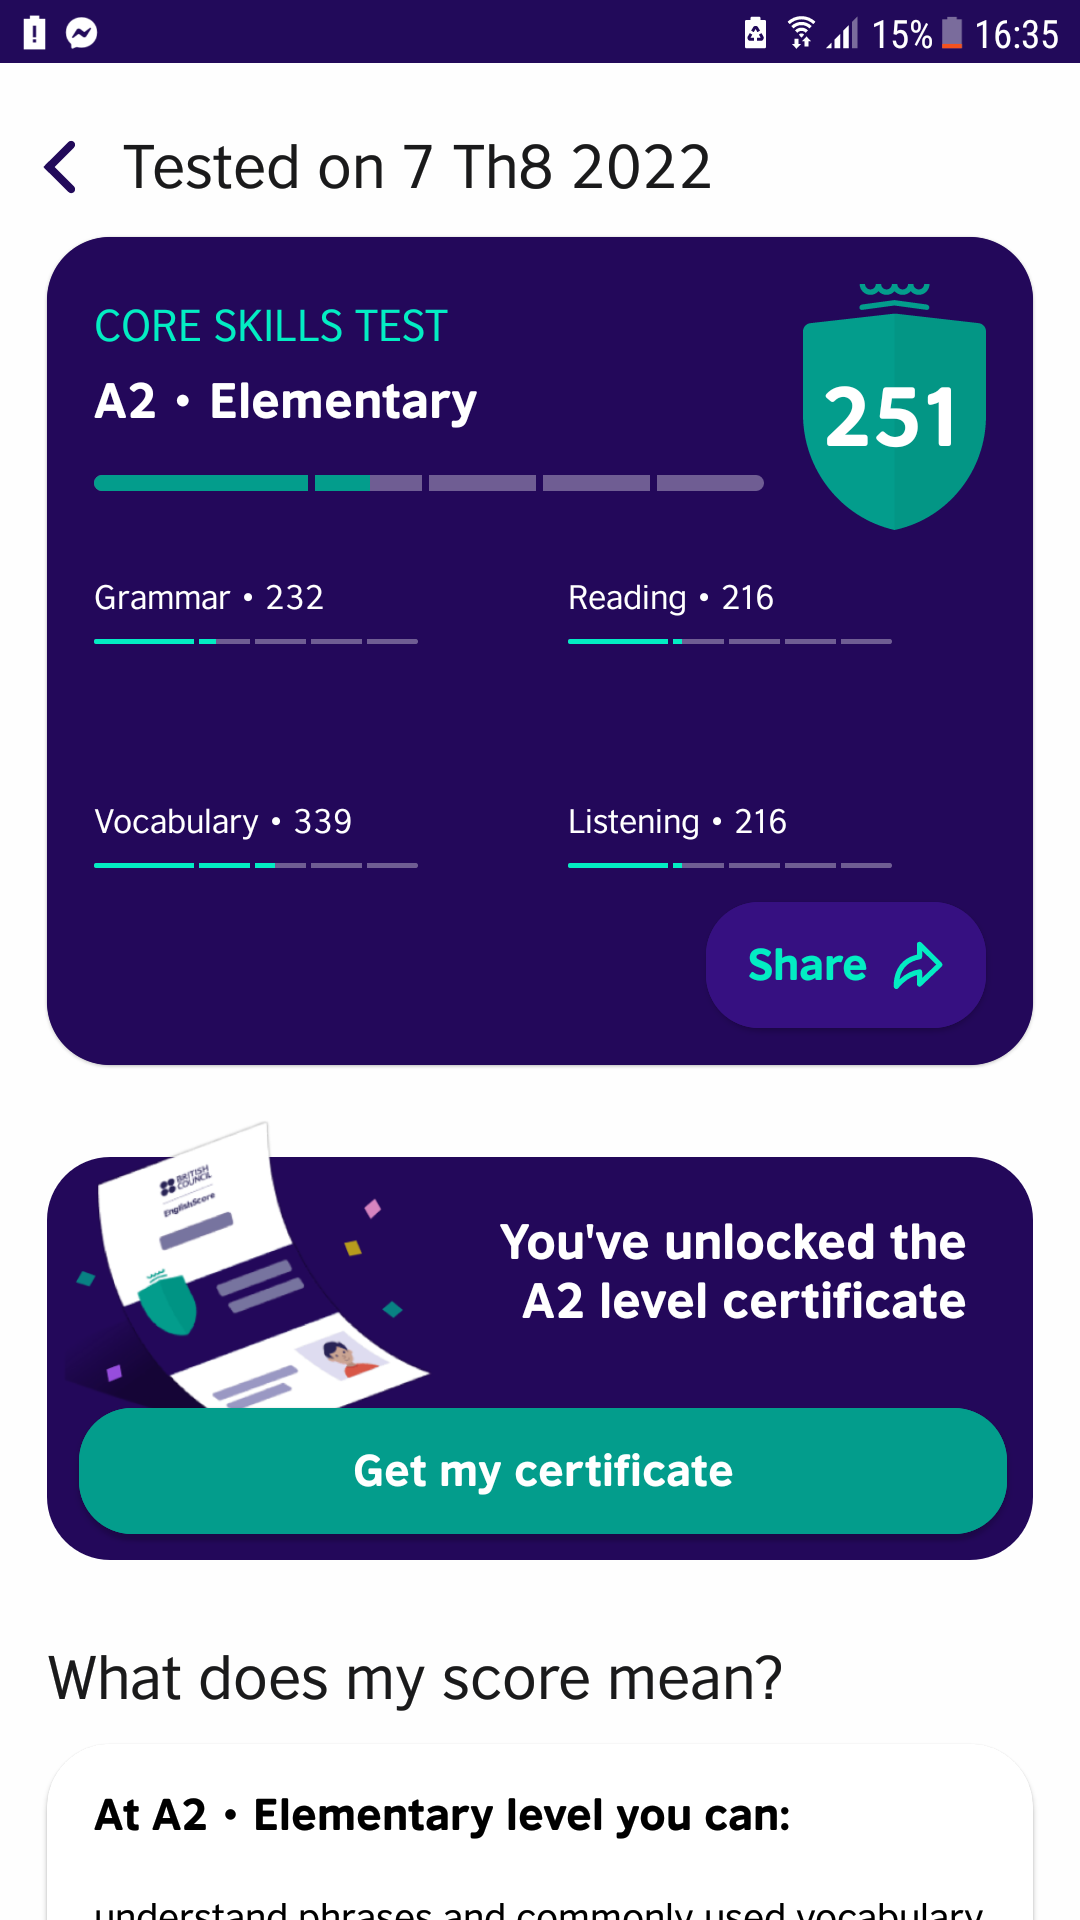 15% 16:35
Tested on 7 Th8 2022
CORE SKILLS TEST
A2 • Elementary
251
Grammar • 232
Reading • 216
Vocabulary • 339
Listening • 216
Share
BRITISH
COUNCIL
EnglishScore
You've unlocked the
A2 level certificate
Get my certificate
What does my score mean?
At A2 • Elementary level you can:
understand phrases and commonly used vocabulary